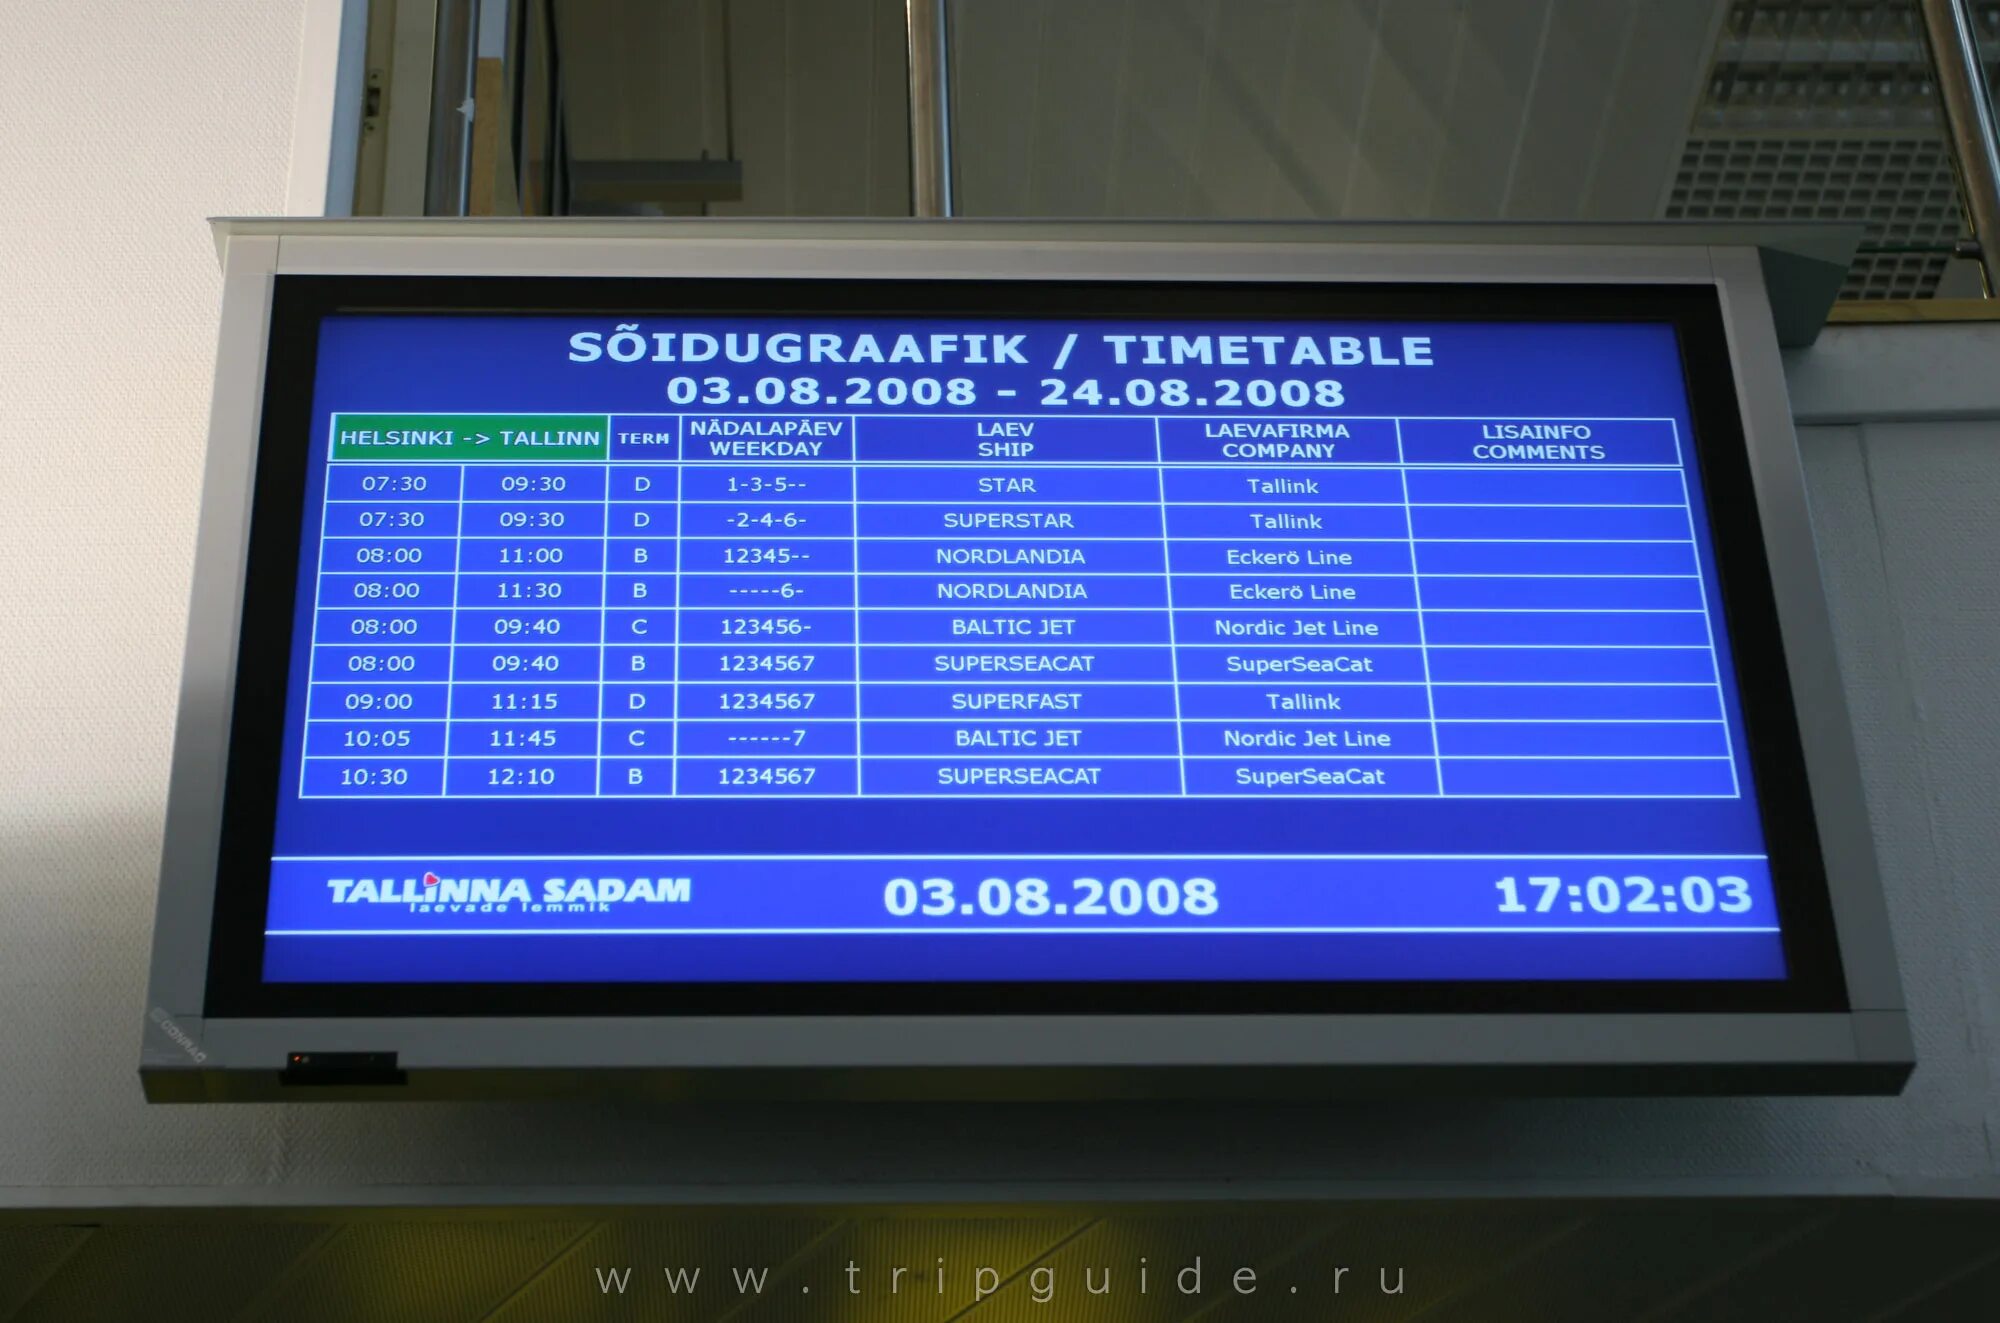 SÕIDUGRAAFIK / TIMETABLE
03.08.2008 - 24.08.2008
HELSINKI -> TALLINN TERM NÄDALAPÄEV WEEKDAY LAEV SHIP LAEVAFIRMA COMPANY LISAINFO COMMENTS
07:30 09:30 D 1-3-5-- STAR Tallink
07:30 09:30 D -2-4-6- SUPERSTAR Tallink
08:00 11:00 B 12345-- NORDLANDIA Eckerö Line
08:00 11:30 B -----6- NORDLANDIA Eckerö Line
08:00 09:40 C 123456- BALTIC JET Nordic Jet Line
08:00 09:40 B 1234567 SUPERSEACAT SuperSeaCat
09:00 11:15 D 1234567 SUPERFAST Tallink
10:05 11:45 C ------7 BALTIC JET Nordic Jet Line
10:30 12:10 B 1234567 SUPERSEACAT SuperSeaCat
TALLiNNA SADAM 03.08.2008 17:02:03
laevade lemmik
CONRAC
www.tripguide.ru